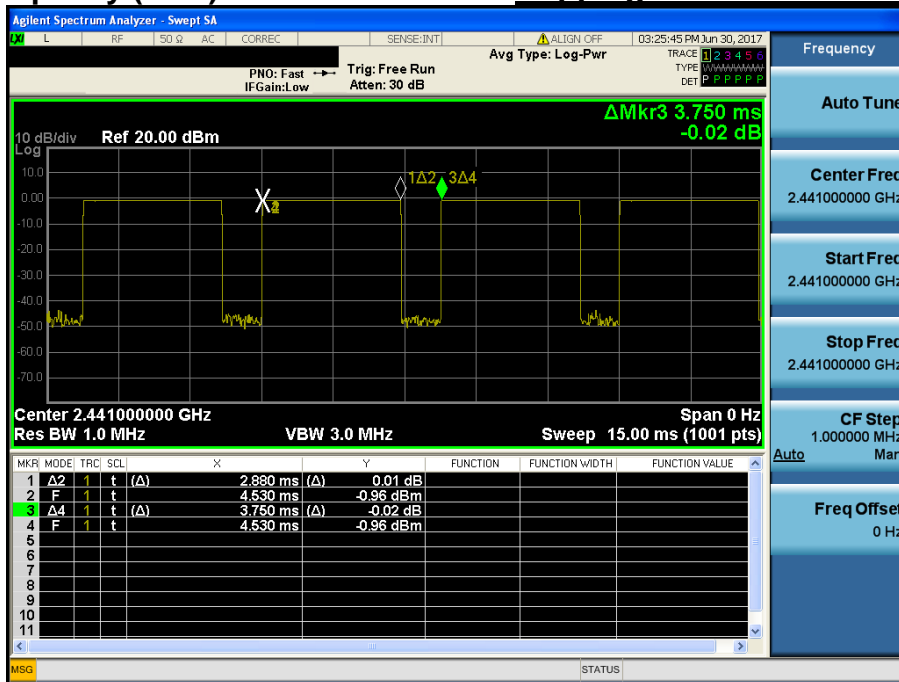 Agilent Spectrum Analyzer - Swept SA
LXI L RF 50 Ω AC CORREC SENSE:INT ALIGN OFF 03:25:45 PM Jun 30, 2017
Avg Type: Log-Pwr TRACE 1 2 3 4 5 6
PNO: Fast Trig: Free Run TYPE WWWWWW
IFGain:Low Atten: 30 dB DET P P P P P P
Frequency
Auto Tune
ΔMkr3 3.750 ms
10 dB/div Ref 20.00 dBm -0.02 dB
Log
10.0
0.00
-10.0
-20.0
-30.0
-40.0
-50.0
-60.0
-70.0
2 1Δ2 3Δ4
Center 2.441000000 GHz Span 0 Hz
Res BW 1.0 MHz VBW 3.0 MHz Sweep 15.00 ms (1001 pts)
Center Freq
2.441000000 GHz
Start Freq
2.441000000 GHz
Stop Freq
2.441000000 GHz
CF Step
1.000000 MHz
Auto Man
Freq Offset
0 Hz
MKR MODE TRC SCL X Y FUNCTION FUNCTION WIDTH FUNCTION VALUE
1 Δ2 1 t (Δ) 2.880 ms (Δ) 0.01 dB
2 F 1 t 4.530 ms -0.96 dBm
3 Δ4 1 t (Δ) 3.750 ms (Δ) -0.02 dB
4 F 1 t 4.530 ms -0.96 dBm
5
6
7
8
9
10
11
MSG STATUS